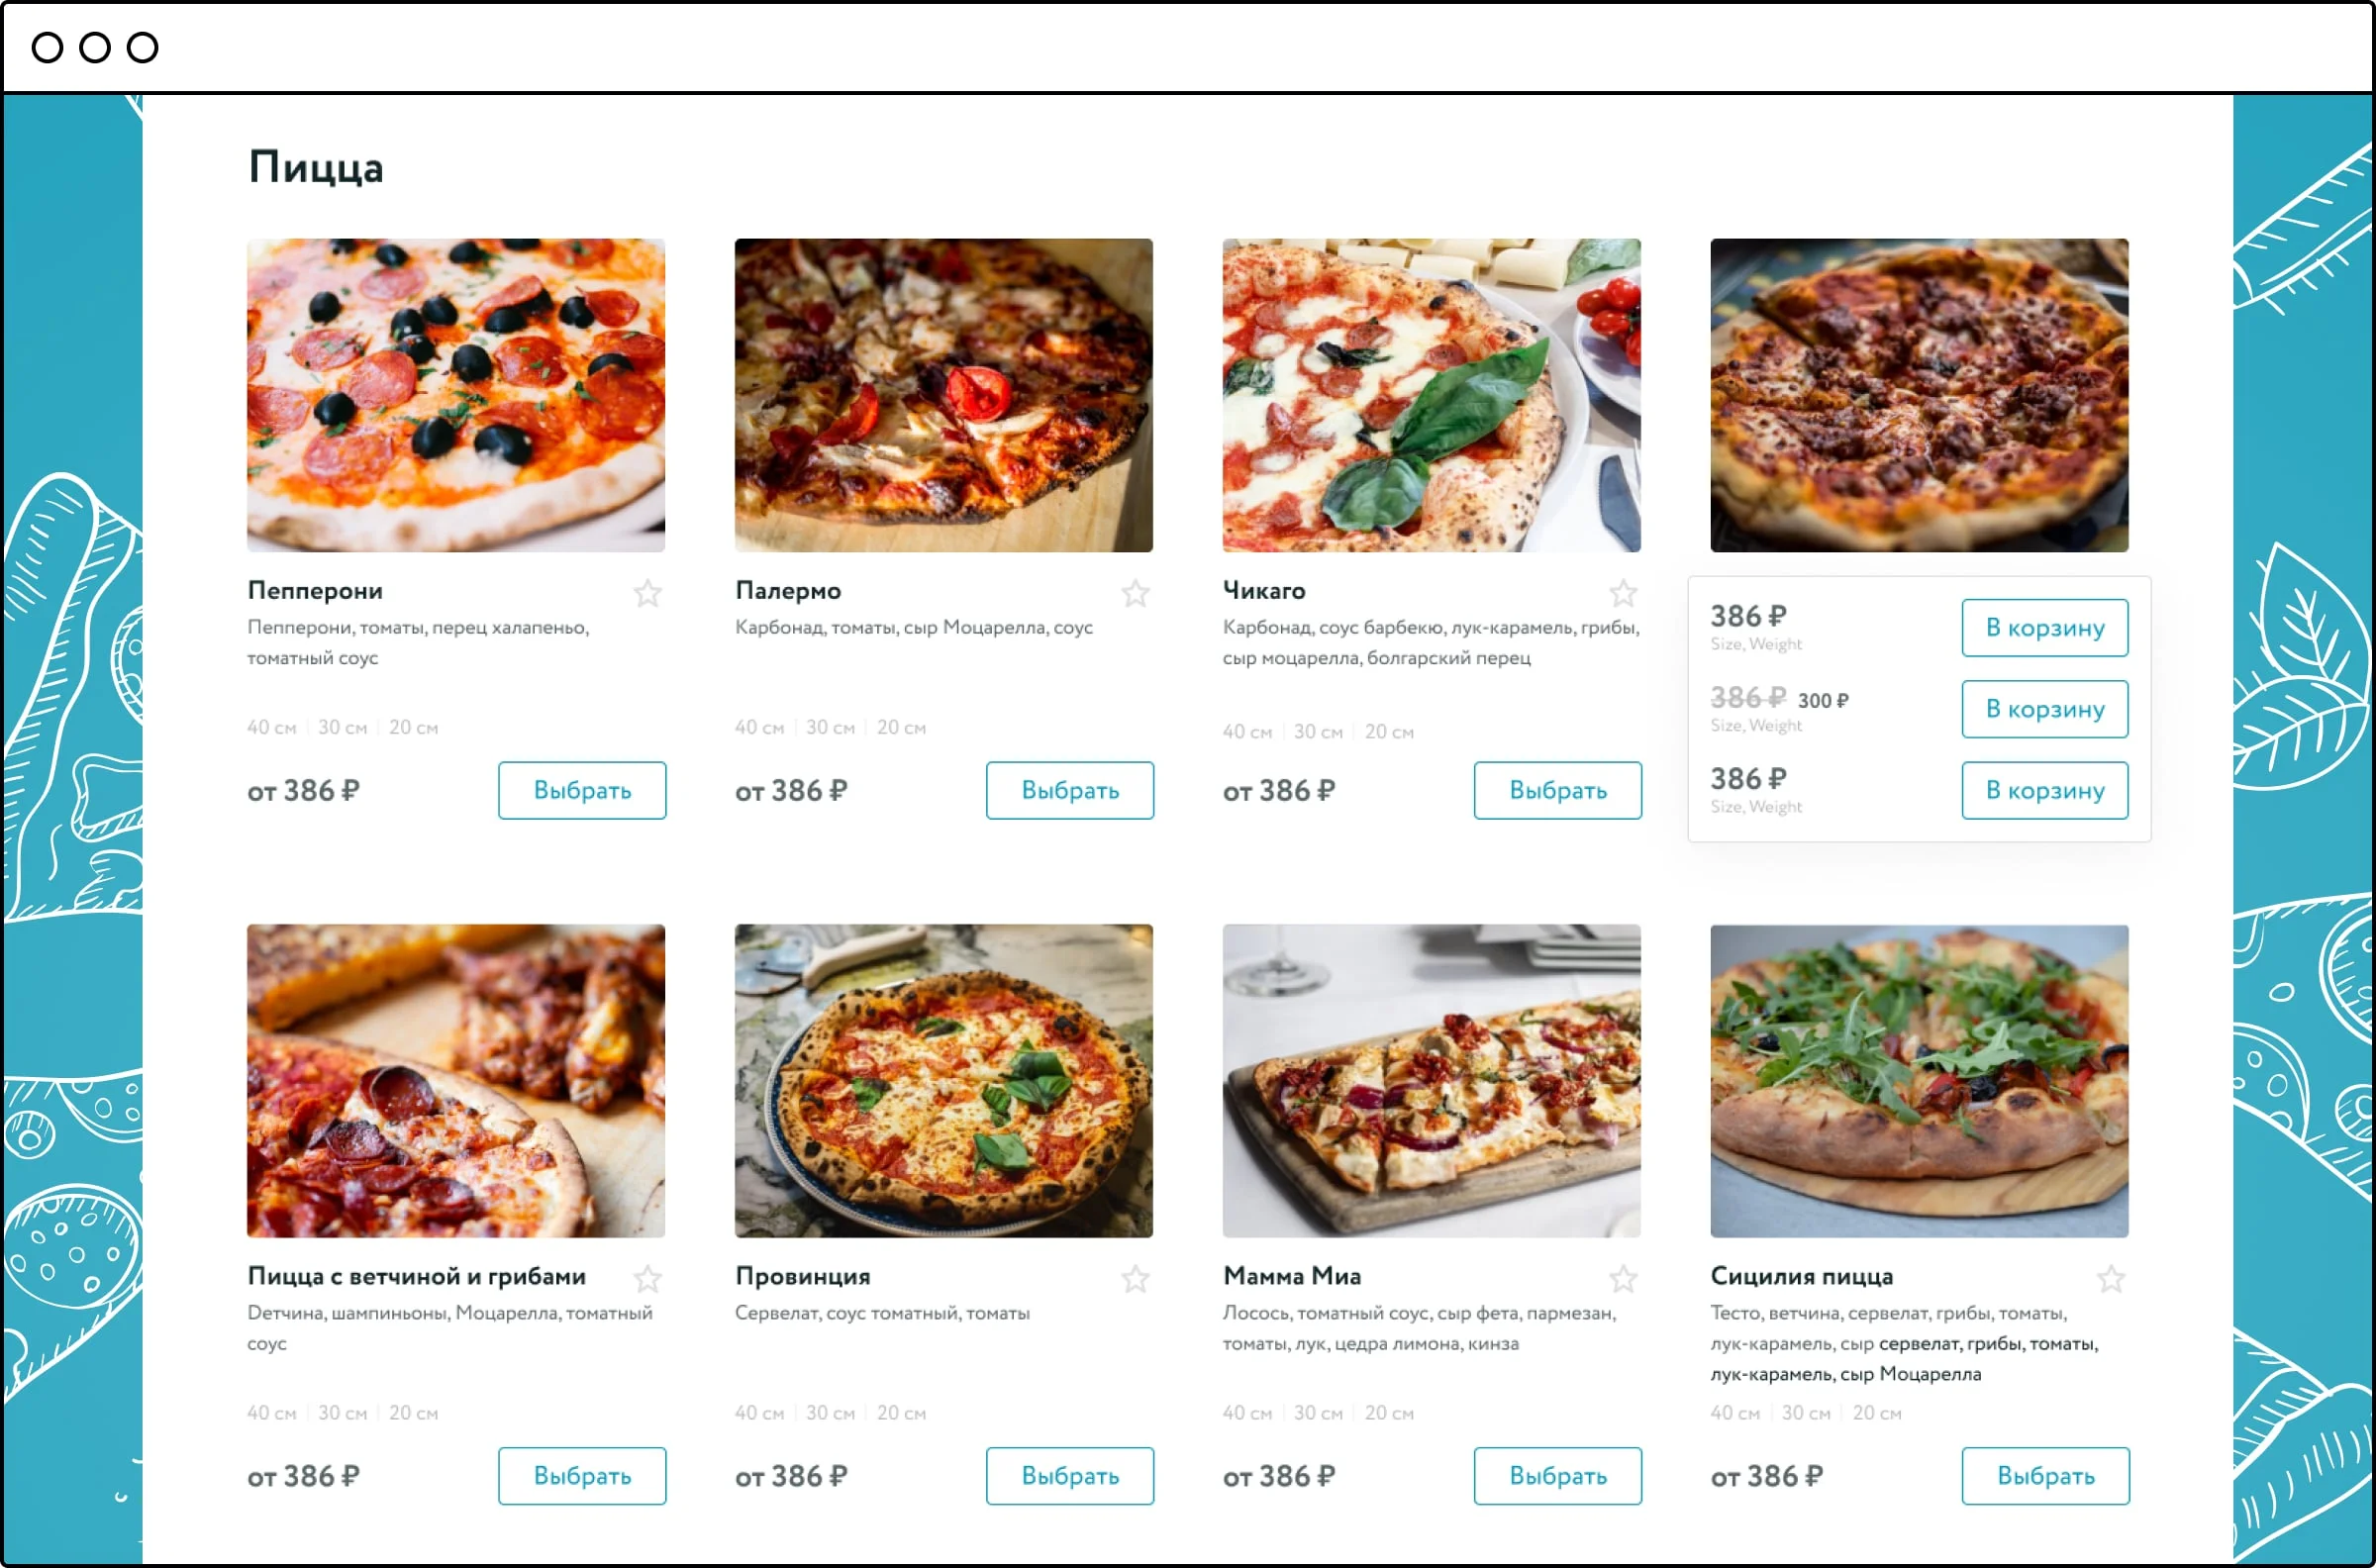 Пицца
Пепперони
Пепперони, томаты, перец халапеньо,
томатный соус
40 см | 30 см | 20 см
от 386 ₽
Выбрать
Палермо
Карбонад, томаты, сыр Моцарелла, соус
40 см | 30 см | 20 см
от 386 ₽
Выбрать
Чикаго
Карбонад, соус барбекю, лук-карамель, грибы,
сыр моцарелла, болгарский перец
40 см | 30 см | 20 см
от 386 ₽
Выбрать
386 ₽
Size, Weight
В корзину
386 ₽ 300 ₽
Size, Weight
В корзину
386 ₽
Size, Weight
В корзину
Пицца с ветчиной и грибами
Dетчина, шампиньоны, Моцарелла, томатный
соус
40 см | 30 см | 20 см
от 386 ₽
Выбрать
Провинция
Сервелат, соус томатный, томаты
40 см | 30 см | 20 см
от 386 ₽
Выбрать
Мамма Миа
Лосось, томатный соус, сыр фета, пармезан,
томаты, лук, цедра лимона, кинза
40 см | 30 см | 20 см
от 386 ₽
Выбрать
Сицилия пицца
Тесто, ветчина, сервелат, грибы, томаты,
лук-карамель, сыр сервелат, грибы, томаты,
лук-карамель, сыр Моцарелла
40 см | 30 см | 20 см
от 386 ₽
Выбрать